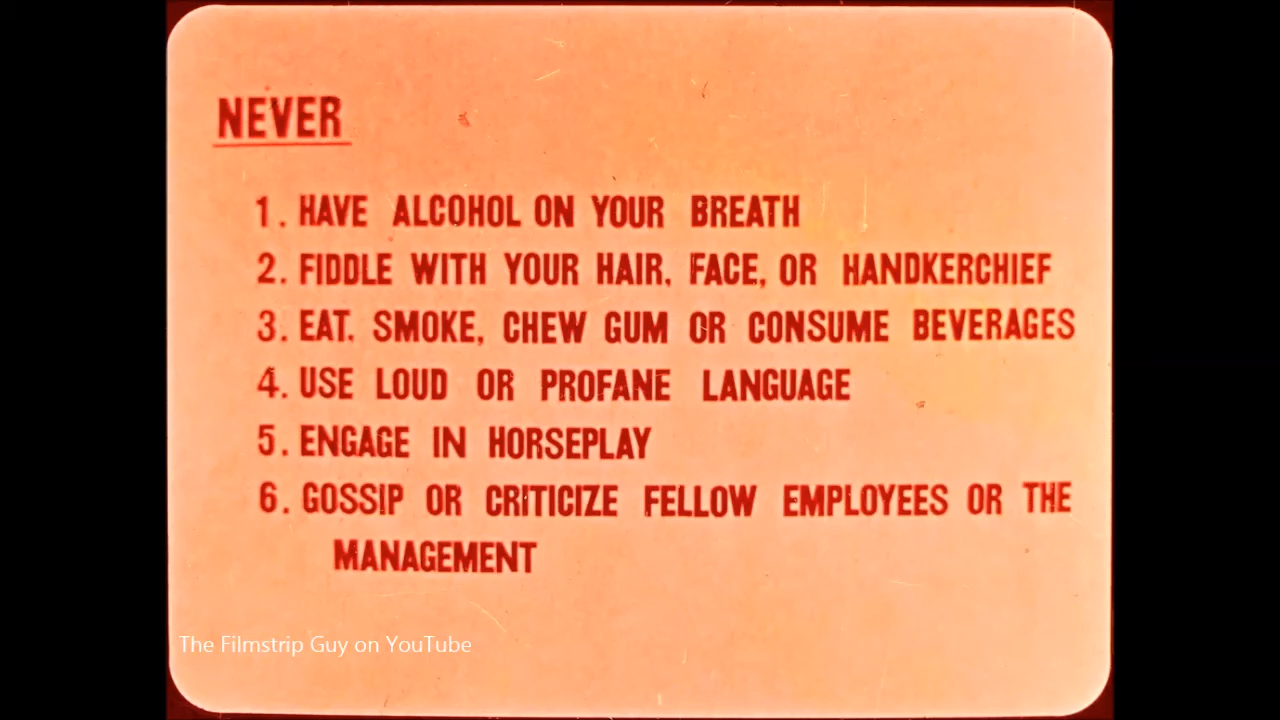 NEVER
1. HAVE ALCOHOL ON YOUR BREATH
2. FIDDLE WITH YOUR HAIR, FACE, OR HANDKERCHIEF
3. EAT, SMOKE, CHEW GUM OR CONSUME BEVERAGES
4. USE LOUD OR PROFANE LANGUAGE
5. ENGAGE IN HORSEPLAY
6. GOSSIP OR CRITICIZE FELLOW EMPLOYEES OR THE
MANAGEMENT
The Filmstrip Guy on YouTube